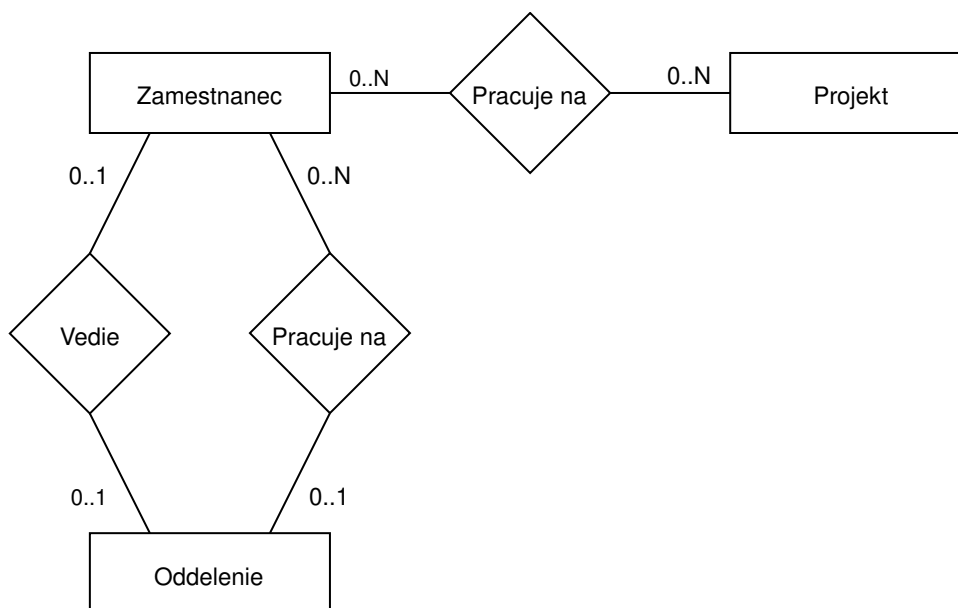 Zamestnanec
0..N
Pracuje na
0..N
Projekt
0..1
0..N
Vedie
Pracuje na
0..1
0..1
Oddelenie